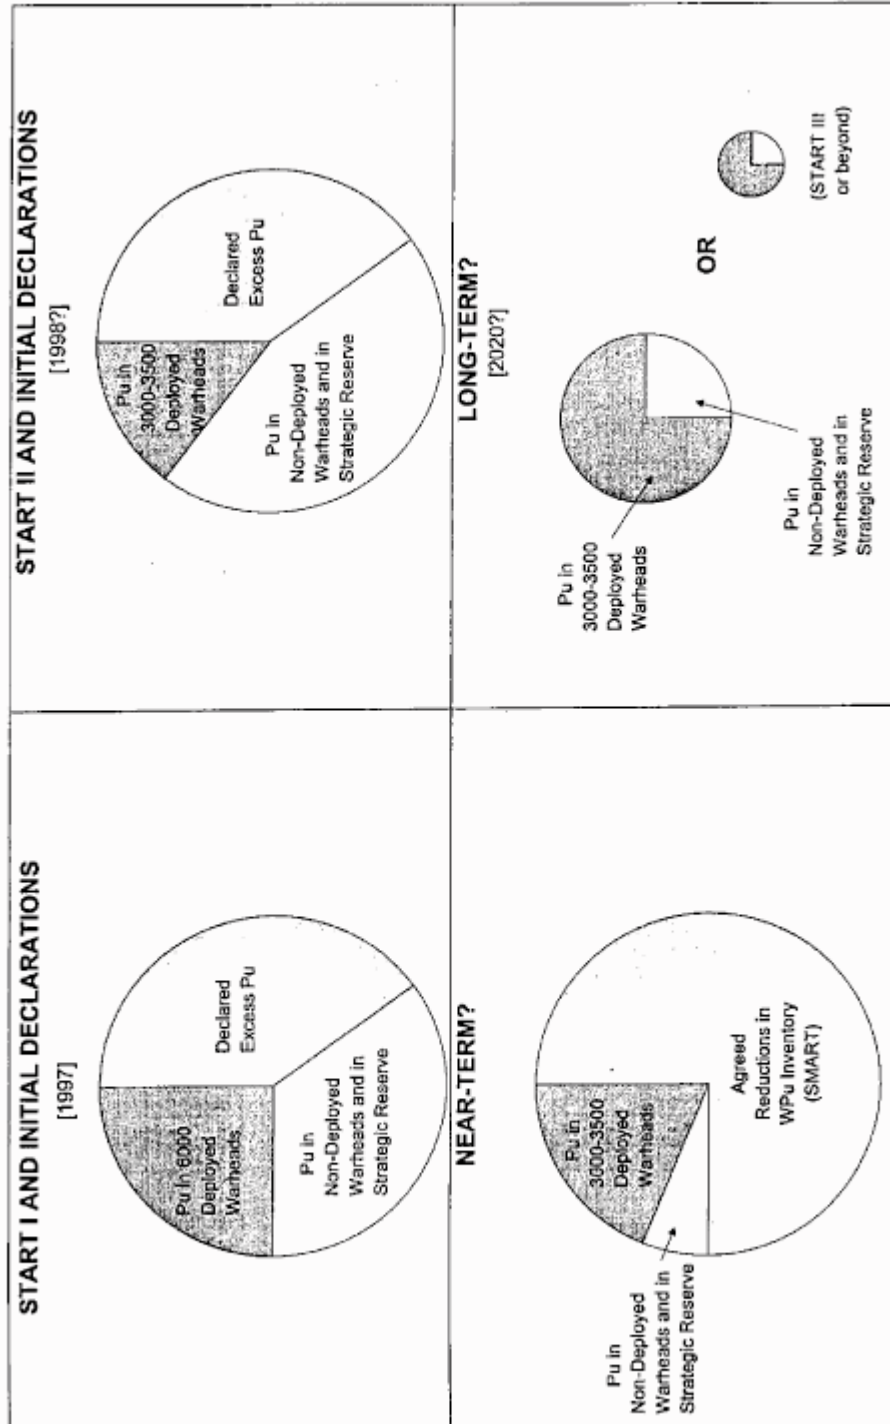 START I AND INITIAL DECLARATIONS
[1997]
Pu in 6000
Deployed
Warheads
Declared
Excess Pu
Pu in
Non-Deployed
Warheads and in
Strategic Reserve
START II AND INITIAL DECLARATIONS
[1998?]
Pu in
3000-3500
Deployed
Warheads
Declared
Excess Pu
Pu in
Non-Deployed
Warheads and in
Strategic Reserve
NEAR-TERM?
Pu in
3000-3500
Deployed
Warheads
Pu in
Non-Deployed
Warheads and in
Strategic Reserve
Agreed
Reductions in
WPu Inventory
(SMART)
LONG-TERM?
[2020?]
Pu in
3000-3500
Deployed
Warheads
Pu in
Non-Deployed
Warheads and in
Strategic Reserve
OR
(START III
or beyond)